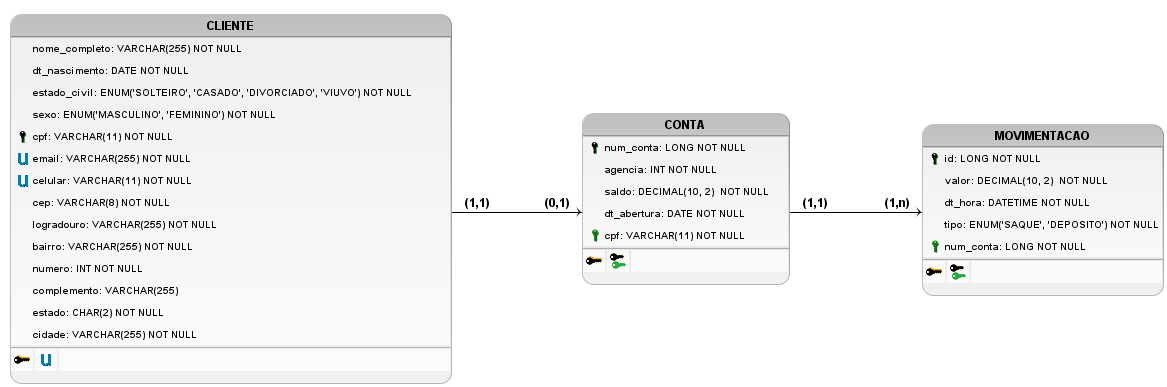 CLIENTE
nome_completo: VARCHAR(255) NOT NULL
dt_nascimento: DATE NOT NULL
estado_civil: ENUM('SOLTEIRO', 'CASADO', 'DIVORCIADO', 'VIUVO') NOT NULL
sexo: ENUM('MASCULINO', 'FEMININO') NOT NULL
cpf: VARCHAR(11) NOT NULL
U email: VARCHAR(255) NOT NULL
U celular: VARCHAR(11) NOT NULL
cep: VARCHAR(8) NOT NULL
logradouro: VARCHAR(255) NOT NULL
bairro: VARCHAR(255) NOT NULL
numero: INT NOT NULL
complemento: VARCHAR(255)
estado: CHAR(2) NOT NULL
cidade: VARCHAR(255) NOT NULL
U
(1,1) (0,1)
CONTA
num_conta: LONG NOT NULL
agencia: INT NOT NULL
saldo: DECIMAL(10, 2) NOT NULL
dt_abertura: DATE NOT NULL
cpf: VARCHAR(11) NOT NULL
(1,1) (1,n)
MOVIMENTACAO
id: LONG NOT NULL
valor: DECIMAL(10, 2) NOT NULL
dt_hora: DATETIME NOT NULL
tipo: ENUM('SAQUE', 'DEPOSITO') NOT NULL
num_conta: LONG NOT NULL